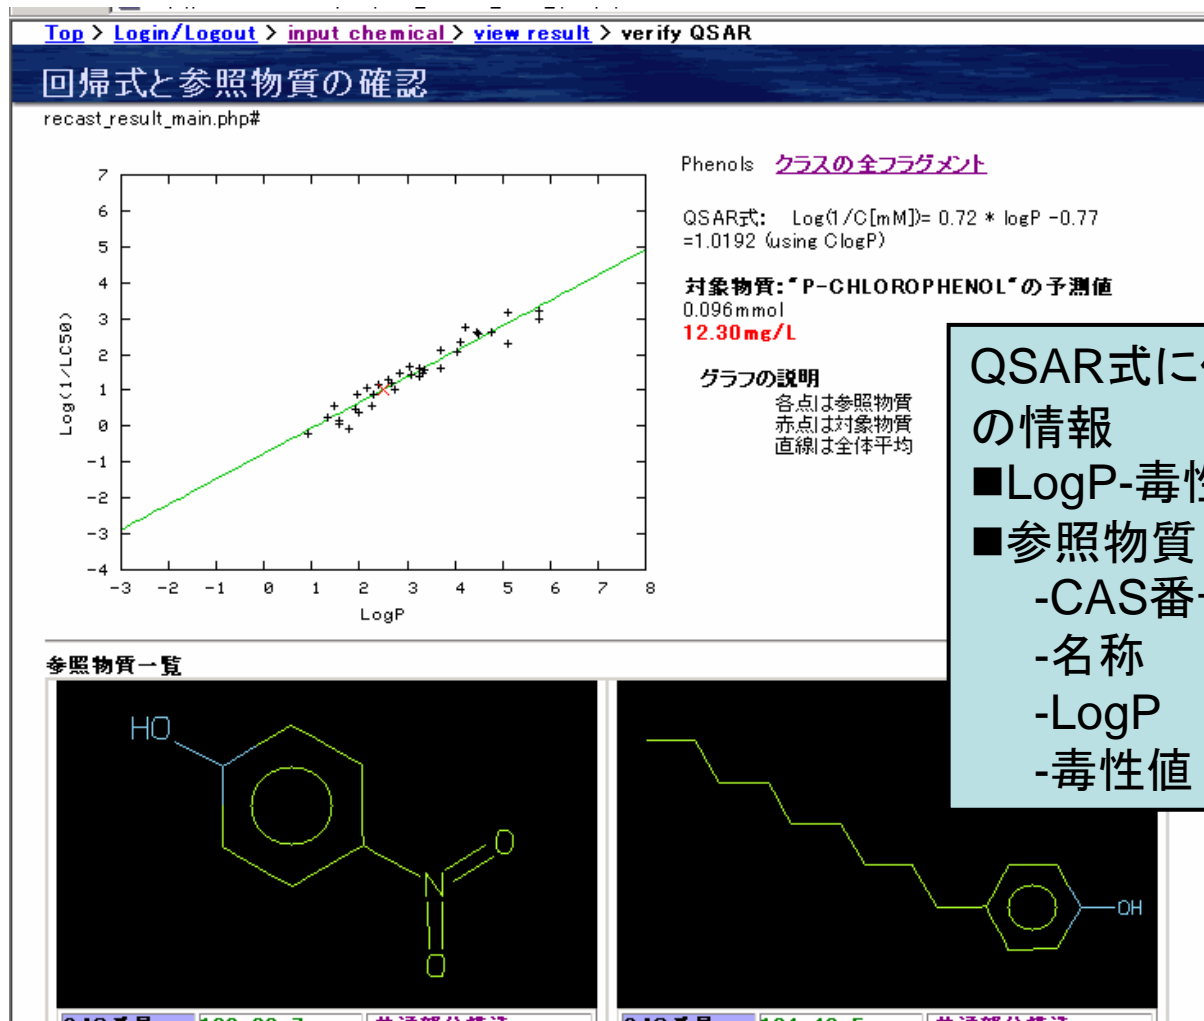 Top > Login/Logout > input chemical > view result > verify QSAR
回帰式と参照物質の確認
recast_result_main.php#
Phenols クラスの全フラグメント
QSAR式: Log(1/C[mM])= 0.72 * logP -0.77
=1.0192 (using ClogP)
対象物質:"P-CHLOROPHENOL"の予測値
0.096mmol
12.30mg/L
グラフの説明
各点は参照物質
赤点は対象物質
直線は全体平均
7
6
5
4
3
2
1
0
-1
-2
-3
-4
Log(1/LC50)
-3 -2 -1 0 1 2 3 4 5 6 7 8
LogP
QSAR式に
の情報
■LogP-毒性
■参照物質
-CAS番
-名称
-LogP
-毒性値
参照物質一覧
HO
N
O
O
OH